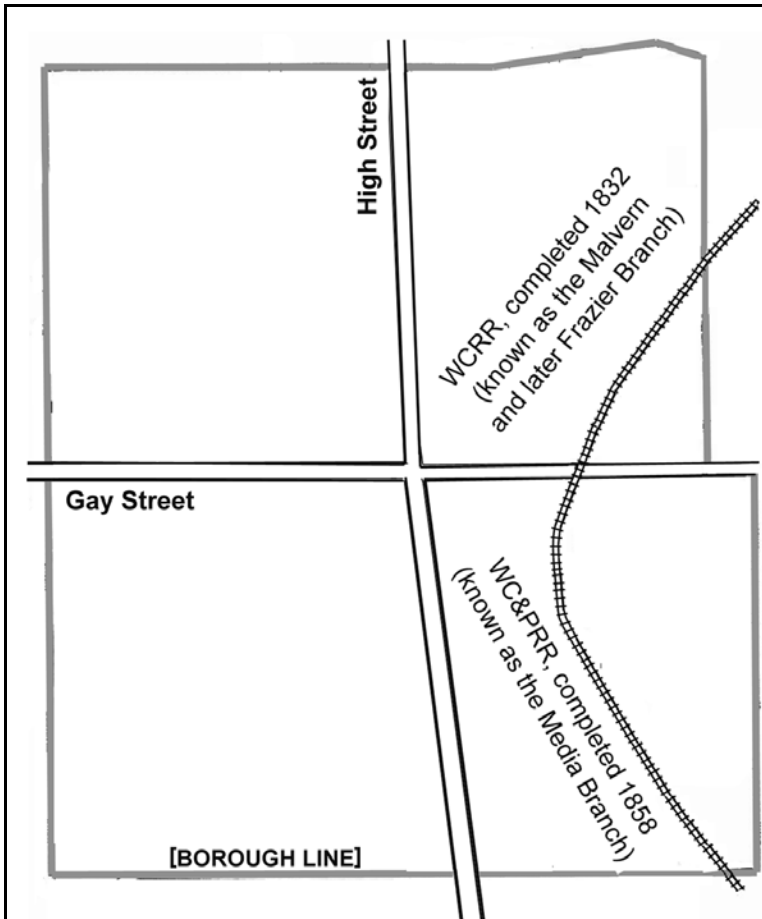 High Street
WCRR, completed 1832
(known as the Malvern
and later Frazier Branch)
Gay Street
WC&PRR, completed 1858
(known as the Media Branch)
[BOROUGH LINE]